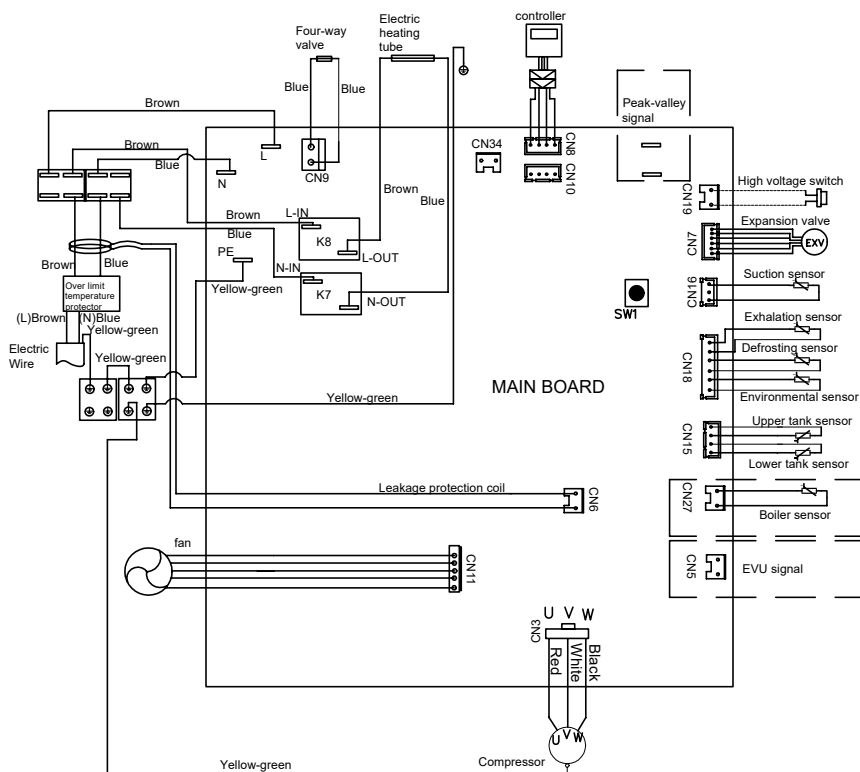 controller
Four-way
valve
Electric
heating
tube
Brown
Blue
Blue
Peak-valley
signal
Brown
L
CN34
CN8
Blue
N
CN9
CN10
Brown
Blue
High voltage switch
CN19
Brown
L-IN
Expansion valve
CN7
EXV
Blue
K8
PE
L-OUT
N-IN
Suction sensor
CN16
Brown
Blue
Yellow-green
K7
N-OUT
Over limit
temperature
protector
SW1
(L)Brown
(N)Blue
Exhalation sensor
Yellow-green
Electric
Wire
Defrosting sensor
CN18
Yellow-green
MAIN BOARD
Yellow-green
Environmental sensor
Upper tank sensor
CN15
Lower tank sensor
Leakage protection coil
CN6
CN27
Boiler sensor
fan
CN11
CN5
EVU signal
U V W
CN3
Red
White
Black
U V W
Yellow-green
Compressor